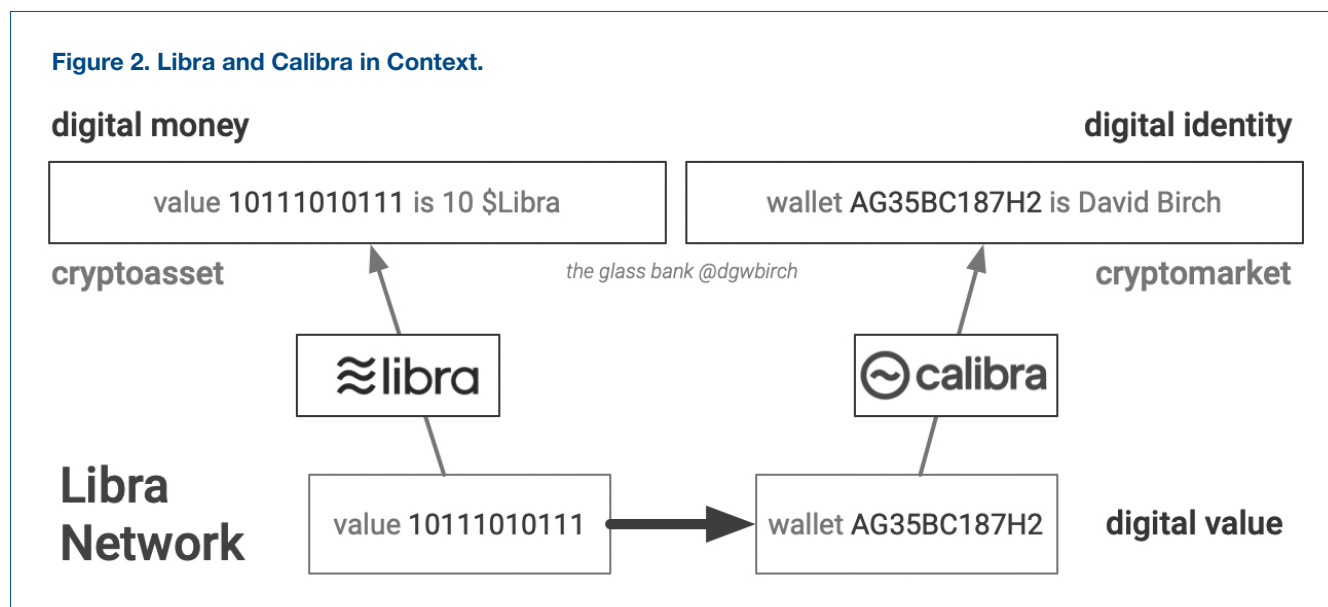 Figure 2. Libra and Calibra in Context.
digital money
digital identity
value 10111010111 is 10 $Libra
wallet AG35BC187H2 is David Birch
cryptoasset
the glass bank @dgwbirch
cryptomarket
libra
calibra
Libra
Network
value 10111010111
wallet AG35BC187H2
digital value